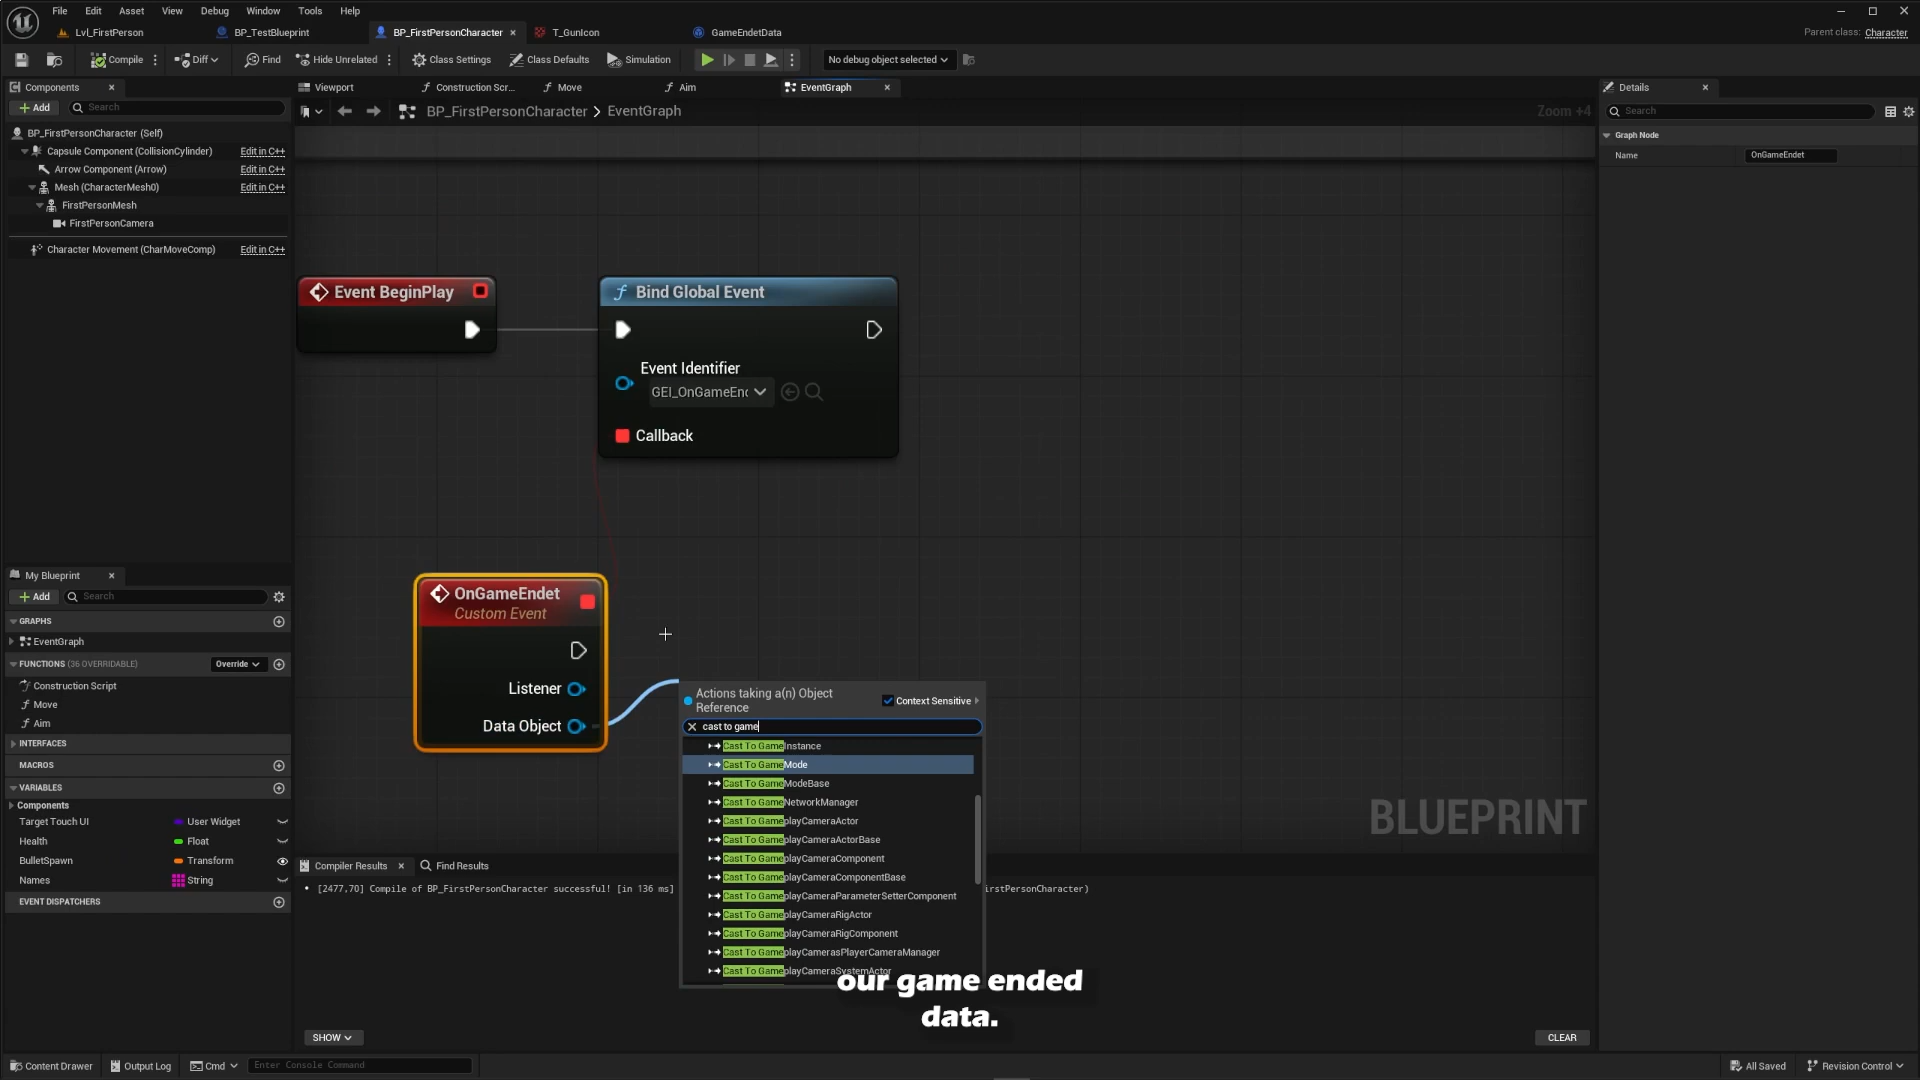 File Edit Asset View Debug Window Tools Help
Lvl_FirstPerson BP_TestBlueprint BP_FirstPersonCharacter T_GunIcon GameEndetData Parent class: Character
Compile Diff Find Hide Unrelated Class Settings Class Defaults Simulation No debug object selected
Components Viewport Construction Scr... Move Aim EventGraph Details
Add Search BP_FirstPersonCharacter > EventGraph Zoom +4 Search
BP_FirstPersonCharacter (Self)
Capsule Component (CollisionCylinder) Edit in C++
Arrow Component (Arrow) Edit in C++
Mesh (CharacterMesh0) Edit in C++
FirstPersonMesh
FirstPersonCamera
Character Movement (CharMoveComp) Edit in C++
Graph Node
Name OnGameEndet
Event BeginPlay
Bind Global Event
Event Identifier
GEI_OnGameEnd
Callback
OnGameEndet
Custom Event
Listener
Data Object
Actions taking a(n) Object
Reference
Context Sensitive
cast to game
Cast To GameInstance
Cast To GameMode
Cast To GameModeBase
Cast To GameNetworkManager
Cast To GameplayCameraActor
Cast To GameplayCameraActorBase
Cast To GameplayCameraComponent
Cast To GameplayCameraComponentBase
Cast To GameplayCameraParameterSetterComponent
Cast To GameplayCameraRigActor
Cast To GameplayCameraRigComponent
Cast To GameplayCamerasPlayerCameraManager
Cast To GameplayCameraSystemActor
BLUEPRINT
My Blueprint
Add Search
GRAPHS
EventGraph
FUNCTIONS (36 OVERRIDABLE) Override
Construction Script
Move
Aim
INTERFACES
MACROS
VARIABLES
Components
Target Touch UI User Widget
Health Float
BulletSpawn Transform
Names String
EVENT DISPATCHERS
Compiler Results Find Results
[2477.70] Compile of BP_FirstPersonCharacter successful! [in 136 ms] irstPersonCharacter)
our game ended
data.
SHOW CLEAR
Content Drawer Output Log Cmd Enter Console Command All Saved Revision Control